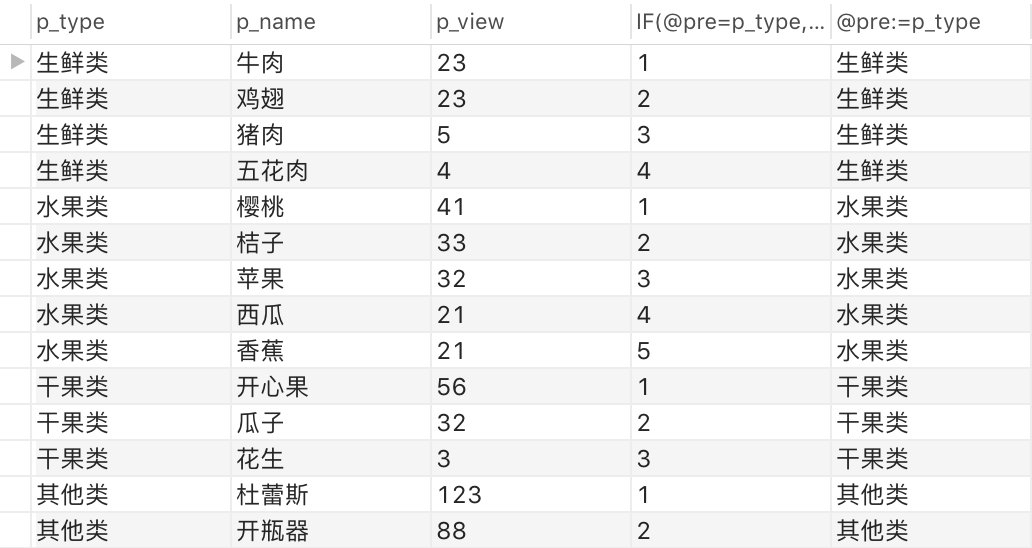 p_type p_name p_view IF(@pre=p_type,... @pre:=p_type
生鲜类 牛肉 23 1 生鲜类
生鲜类 鸡翅 23 2 生鲜类
生鲜类 猪肉 5 3 生鲜类
生鲜类 五花肉 4 4 生鲜类
水果类 樱桃 41 1 水果类
水果类 桔子 33 2 水果类
水果类 苹果 32 3 水果类
水果类 西瓜 21 4 水果类
水果类 香蕉 21 5 水果类
干果类 开心果 56 1 干果类
干果类 瓜子 32 2 干果类
干果类 花生 3 3 干果类
其他类 杜蕾斯 123 1 其他类
其他类 开瓶器 88 2 其他类